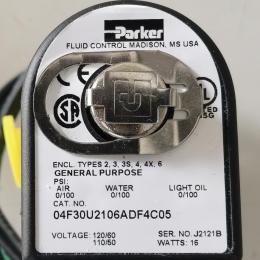 Parker
FLUID CONTROL MADISON, MS USA
ENCL. TYPES 2, 3, 3S, 4, 4X, 6
GENERAL PURPOSE
PSI:
AIR WATER LIGHT OIL
0/100 0/100 0/100
CAT. NO.
04F30U2106ADF4C05
VOLTAGE: 120/60 SER. NO. J2121B
110/50 WATTS: 16